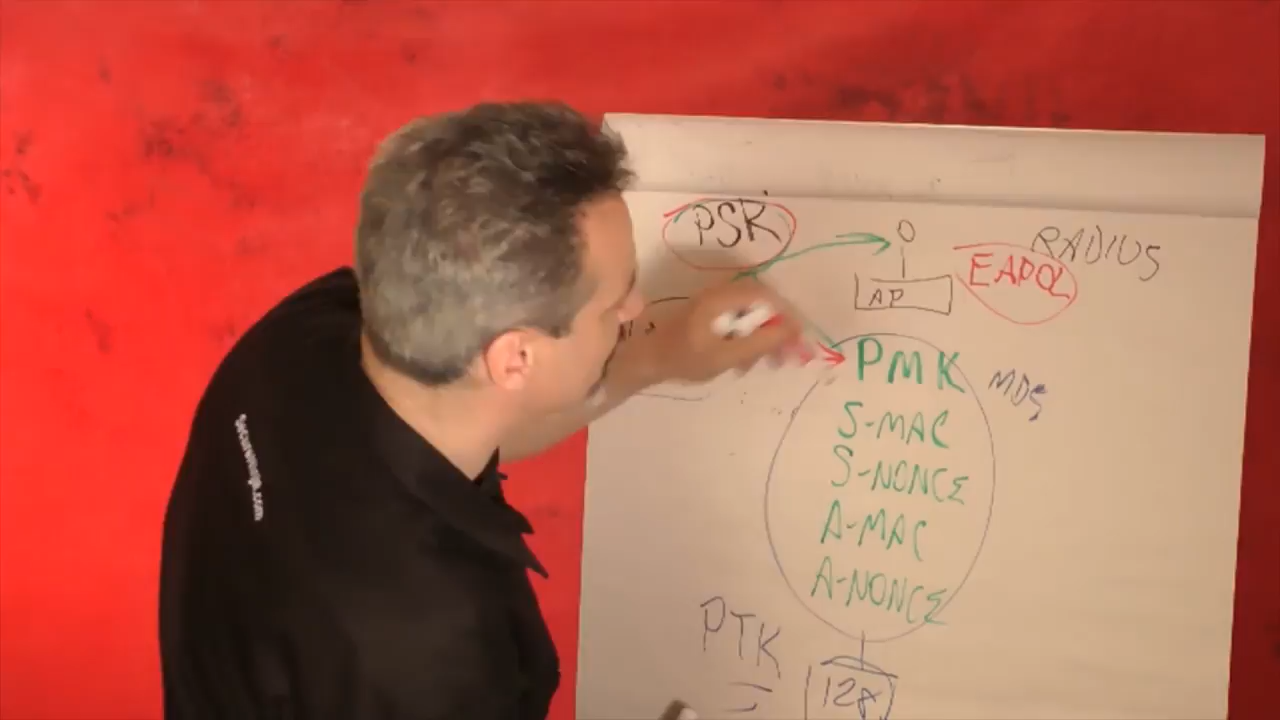 PSK
RADIUS
EAPOL
AP
PMK
MD5
S-MAC
S-NONCE
A-MAC
A-NONCE
PTK
=
128